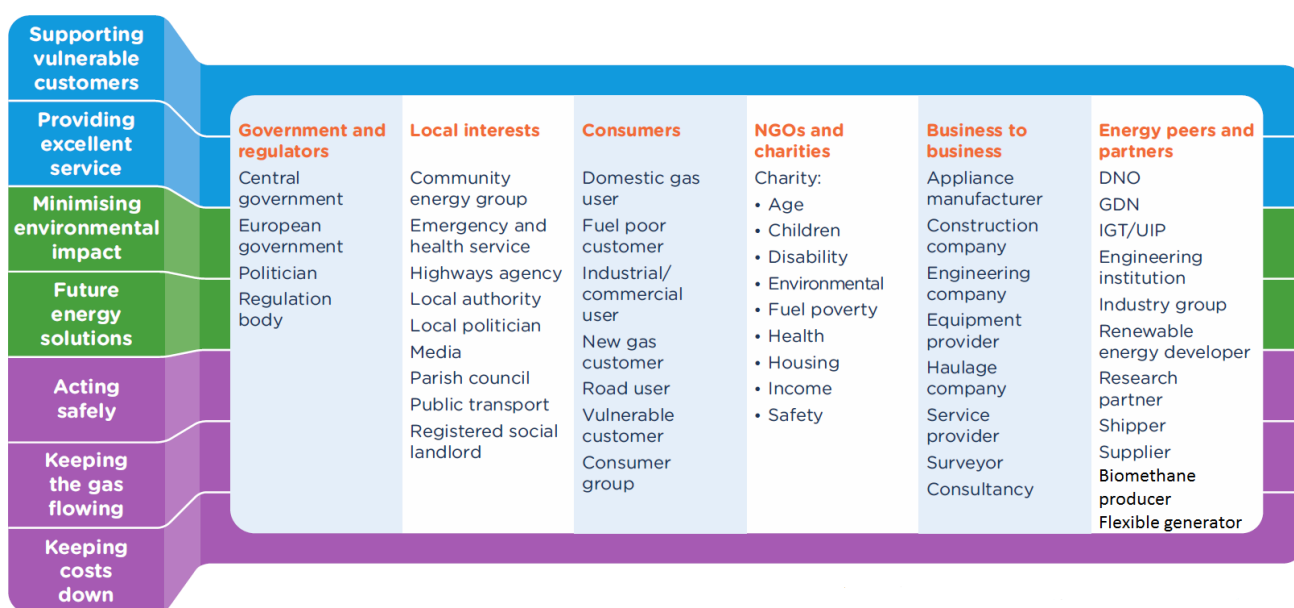 Supporting
vulnerable
customers
Providing
excellent
service
Minimising
environmental
impact
Future
energy
solutions
Acting
safely
Keeping
the gas
flowing
Keeping
costs
down
Government and
regulators
Central
government
European
government
Politician
Regulation
body
Local interests
Community
energy group
Emergency and
health service
Highways agency
Local authority
Local politician
Media
Parish council
Public transport
Registered social
landlord
Consumers
Domestic gas
user
Fuel poor
customer
Industrial/
commercial
user
New gas
customer
Road user
Vulnerable
customer
Consumer
group
NGOs and
charities
Charity:
• Age
• Children
• Disability
• Environmental
• Fuel poverty
• Health
• Housing
• Income
• Safety
Business to
business
Appliance
manufacturer
Construction
company
Engineering
company
Equipment
provider
Haulage
company
Service
provider
Surveyor
Consultancy
Energy peers and
partners
DNO
GDN
IGT/UIP
Engineering
institution
Industry group
Renewable
energy developer
Research
partner
Shipper
Supplier
Biomethane
producer
Flexible generator